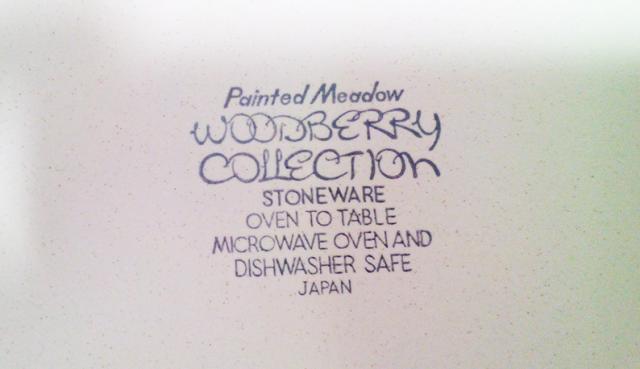 Painted Meadow
WOODBERRY
COLLECTION
STONEWARE
OVEN TO TABLE
MICROWAVE OVEN AND
DISHWASHER SAFE
JAPAN